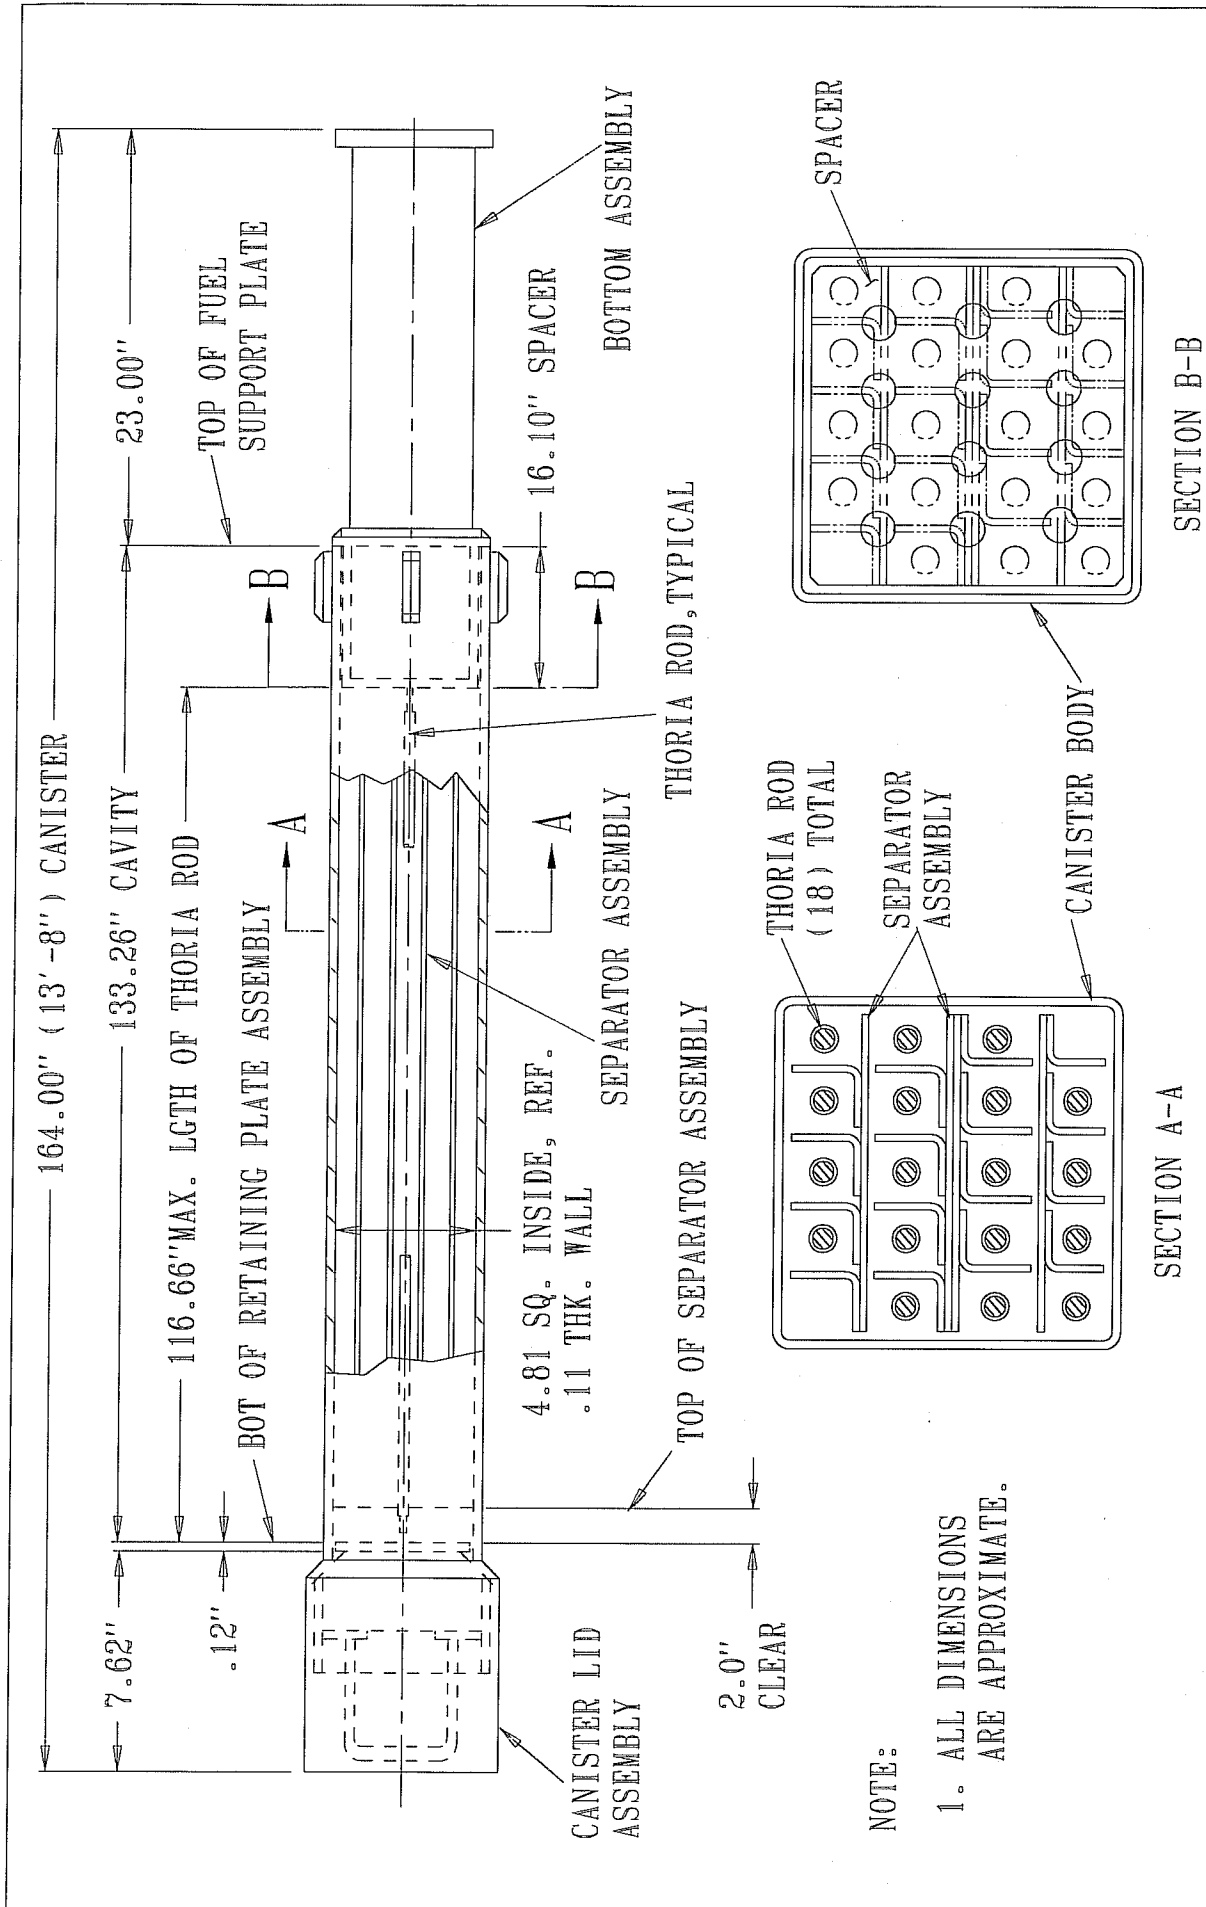 164.00" (13'-8") CANISTER
133.26" CAVITY
23.00"
7.62"
116.66"MAX. LGTH OF THORIA ROD
.12"
BOT OF RETAINING PLATE ASSEMBLY
TOP OF FUEL
SUPPORT PLATE
A
B
A
B
16.10" SPACER
4.81 SQ. INSIDE, REF.
.11 THK. WALL
SEPARATOR ASSEMBLY
BOTTOM ASSEMBLY
CANISTER LID
ASSEMBLY
TOP OF SEPARATOR ASSEMBLY
THORIA ROD,TYPICAL
2.0"
CLEAR
THORIA ROD
(18) TOTAL
SEPARATOR
ASSEMBLY
SPACER
CANISTER BODY
SECTION A-A
SECTION B-B
NOTE:
1. ALL DIMENSIONS
ARE APPROXIMATE.